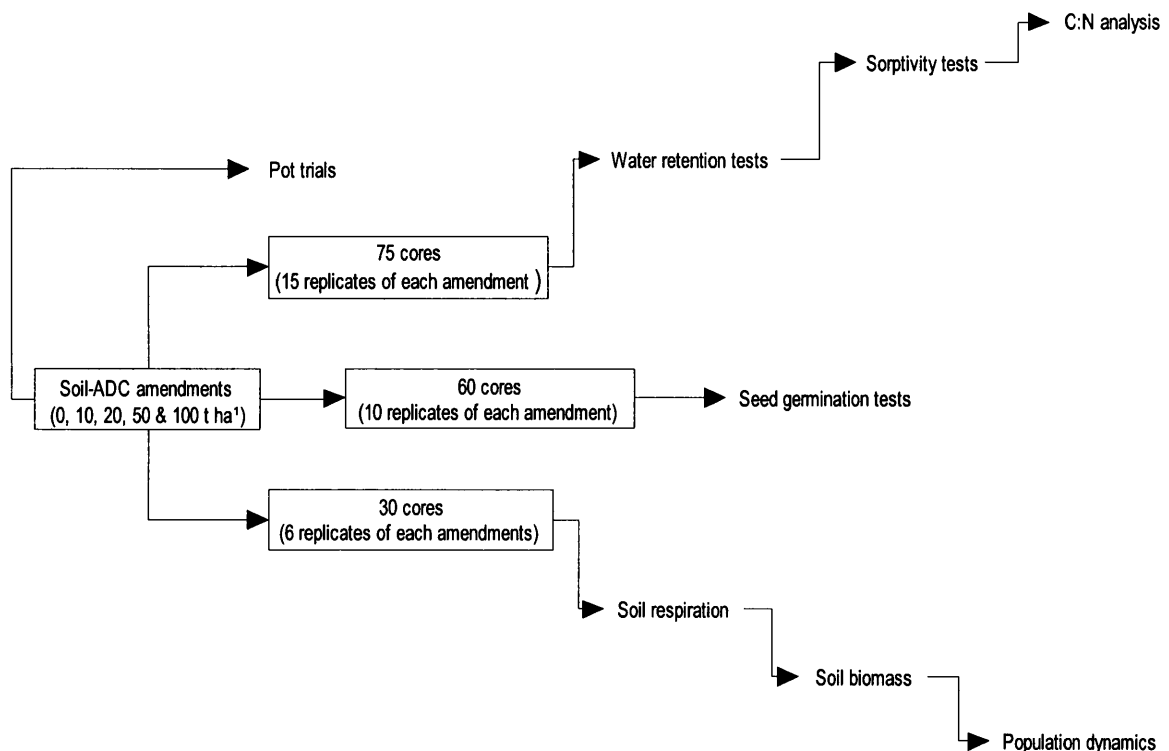 C:N analysis
Sorptivity tests
Water retention tests
Pot trials
75 cores
(15 replicates of each amendment )
Soil-ADC amendments
(0, 10, 20, 50 & 100 t ha¹)
60 cores
(10 replicates of each amendment)
Seed germination tests
30 cores
(6 replicates of each amendments)
Soil respiration
Soil biomass
Population dynamics